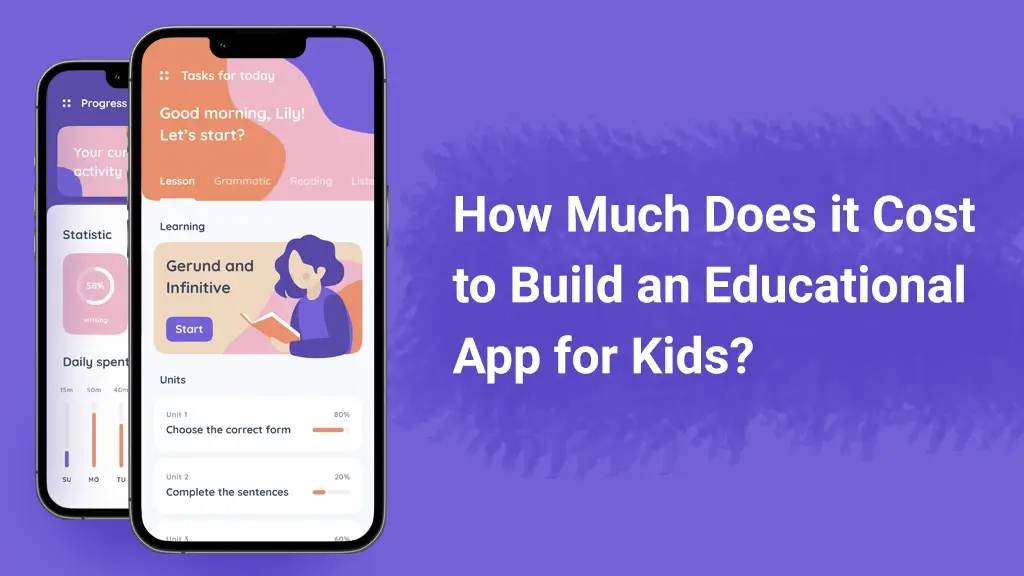 Progress
Your cur
activity
Statistic
58%
writing
Daily spent
15m 50m 40m
SU MO TU
Tasks for today
Good morning, Lily!
Let's start?
Lesson Grammatic Reading Liste
Learning
Gerund and
Infinitive
Start
Units
Unit 1 80%
Choose the correct form
Unit 2 20%
Complete the sentences
Unit 3 60%
How Much Does it Cost
to Build an Educational
App for Kids?